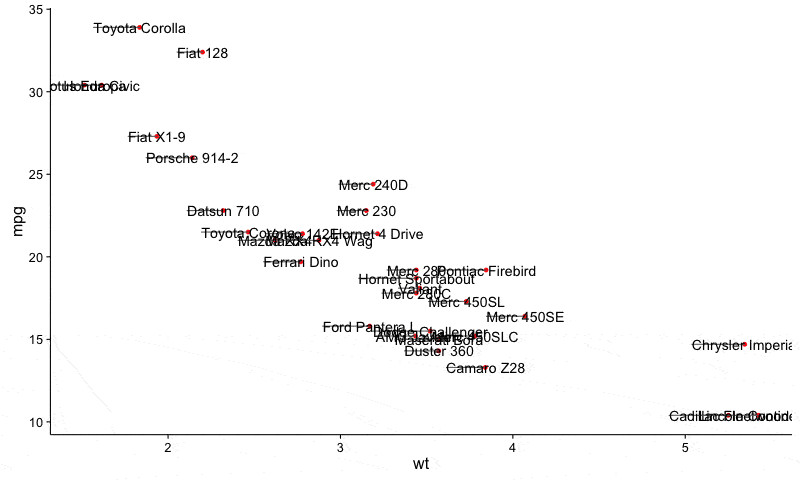 35
Toyota Corolla
Fiat 128
30
Fiat X1-9
Porsche 914-2
25
Merc 240D
Datsun 710
Merc 230
Toyota Corona
Volvo 142E
Hornet 4 Drive
mpg
20
Ferrari Dino
Merc 280
Pontiac Firebird
Hornet Sportabout
Valiant
Merc 280C
Merc 450SL
Merc 450SE
Ford Pantera L
15
Maserati Bora
Duster 360
Chrysler Imperia
Camaro Z28
10
2
3
4
5
wt